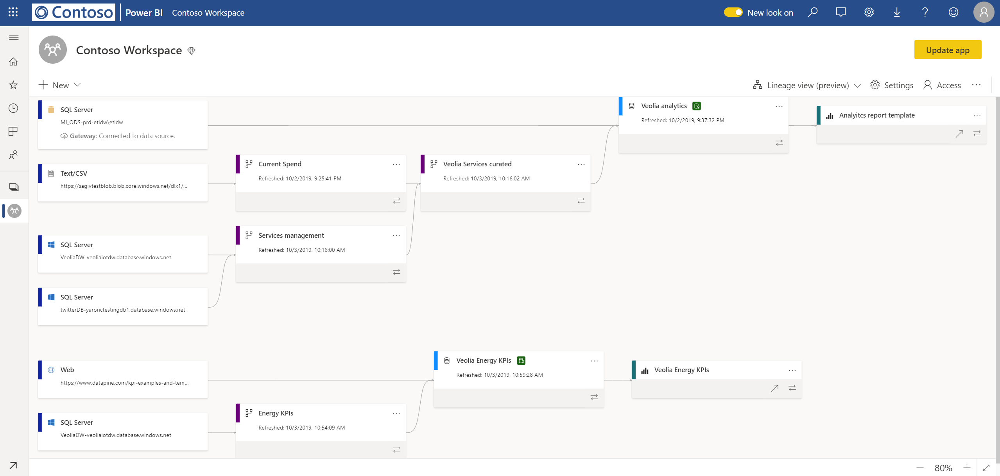 Contoso
Power BI
Contoso Workspace
New look on
Contoso Workspace
Update app
New
Lineage view (preview)
Settings
Access
SQL Server
MI_ODS-prd-etldw\etldw
Gateway: Connected to data source.
Veolia analytics
Refreshed: 10/2/2019, 9:37:32 PM
Analyitcs report template
Text/CSV
https://sagivtestblob.blob.core.windows.net/dlx1/...
Current Spend
Refreshed: 10/2/2019, 9:25:41 PM
Veolia Services curated
Refreshed: 10/3/2019, 10:16:02 AM
SQL Server
VeoliaDW-veoliaiotdw.database.windows.net
Services management
Refreshed: 10/3/2019, 10:16:00 AM
SQL Server
twitterDB-yaronctestingdb1.database.windows.net
Web
https://www.datapine.com/kpi-examples-and-tem...
Veolia Energy KPIs
Refreshed: 10/3/2019, 10:59:28 AM
Veolia Energy KPIs
SQL Server
VeoliaDW-veoliaiotdw.database.windows.net
Energy KPIs
Refreshed: 10/3/2019, 10:54:09 AM
80%